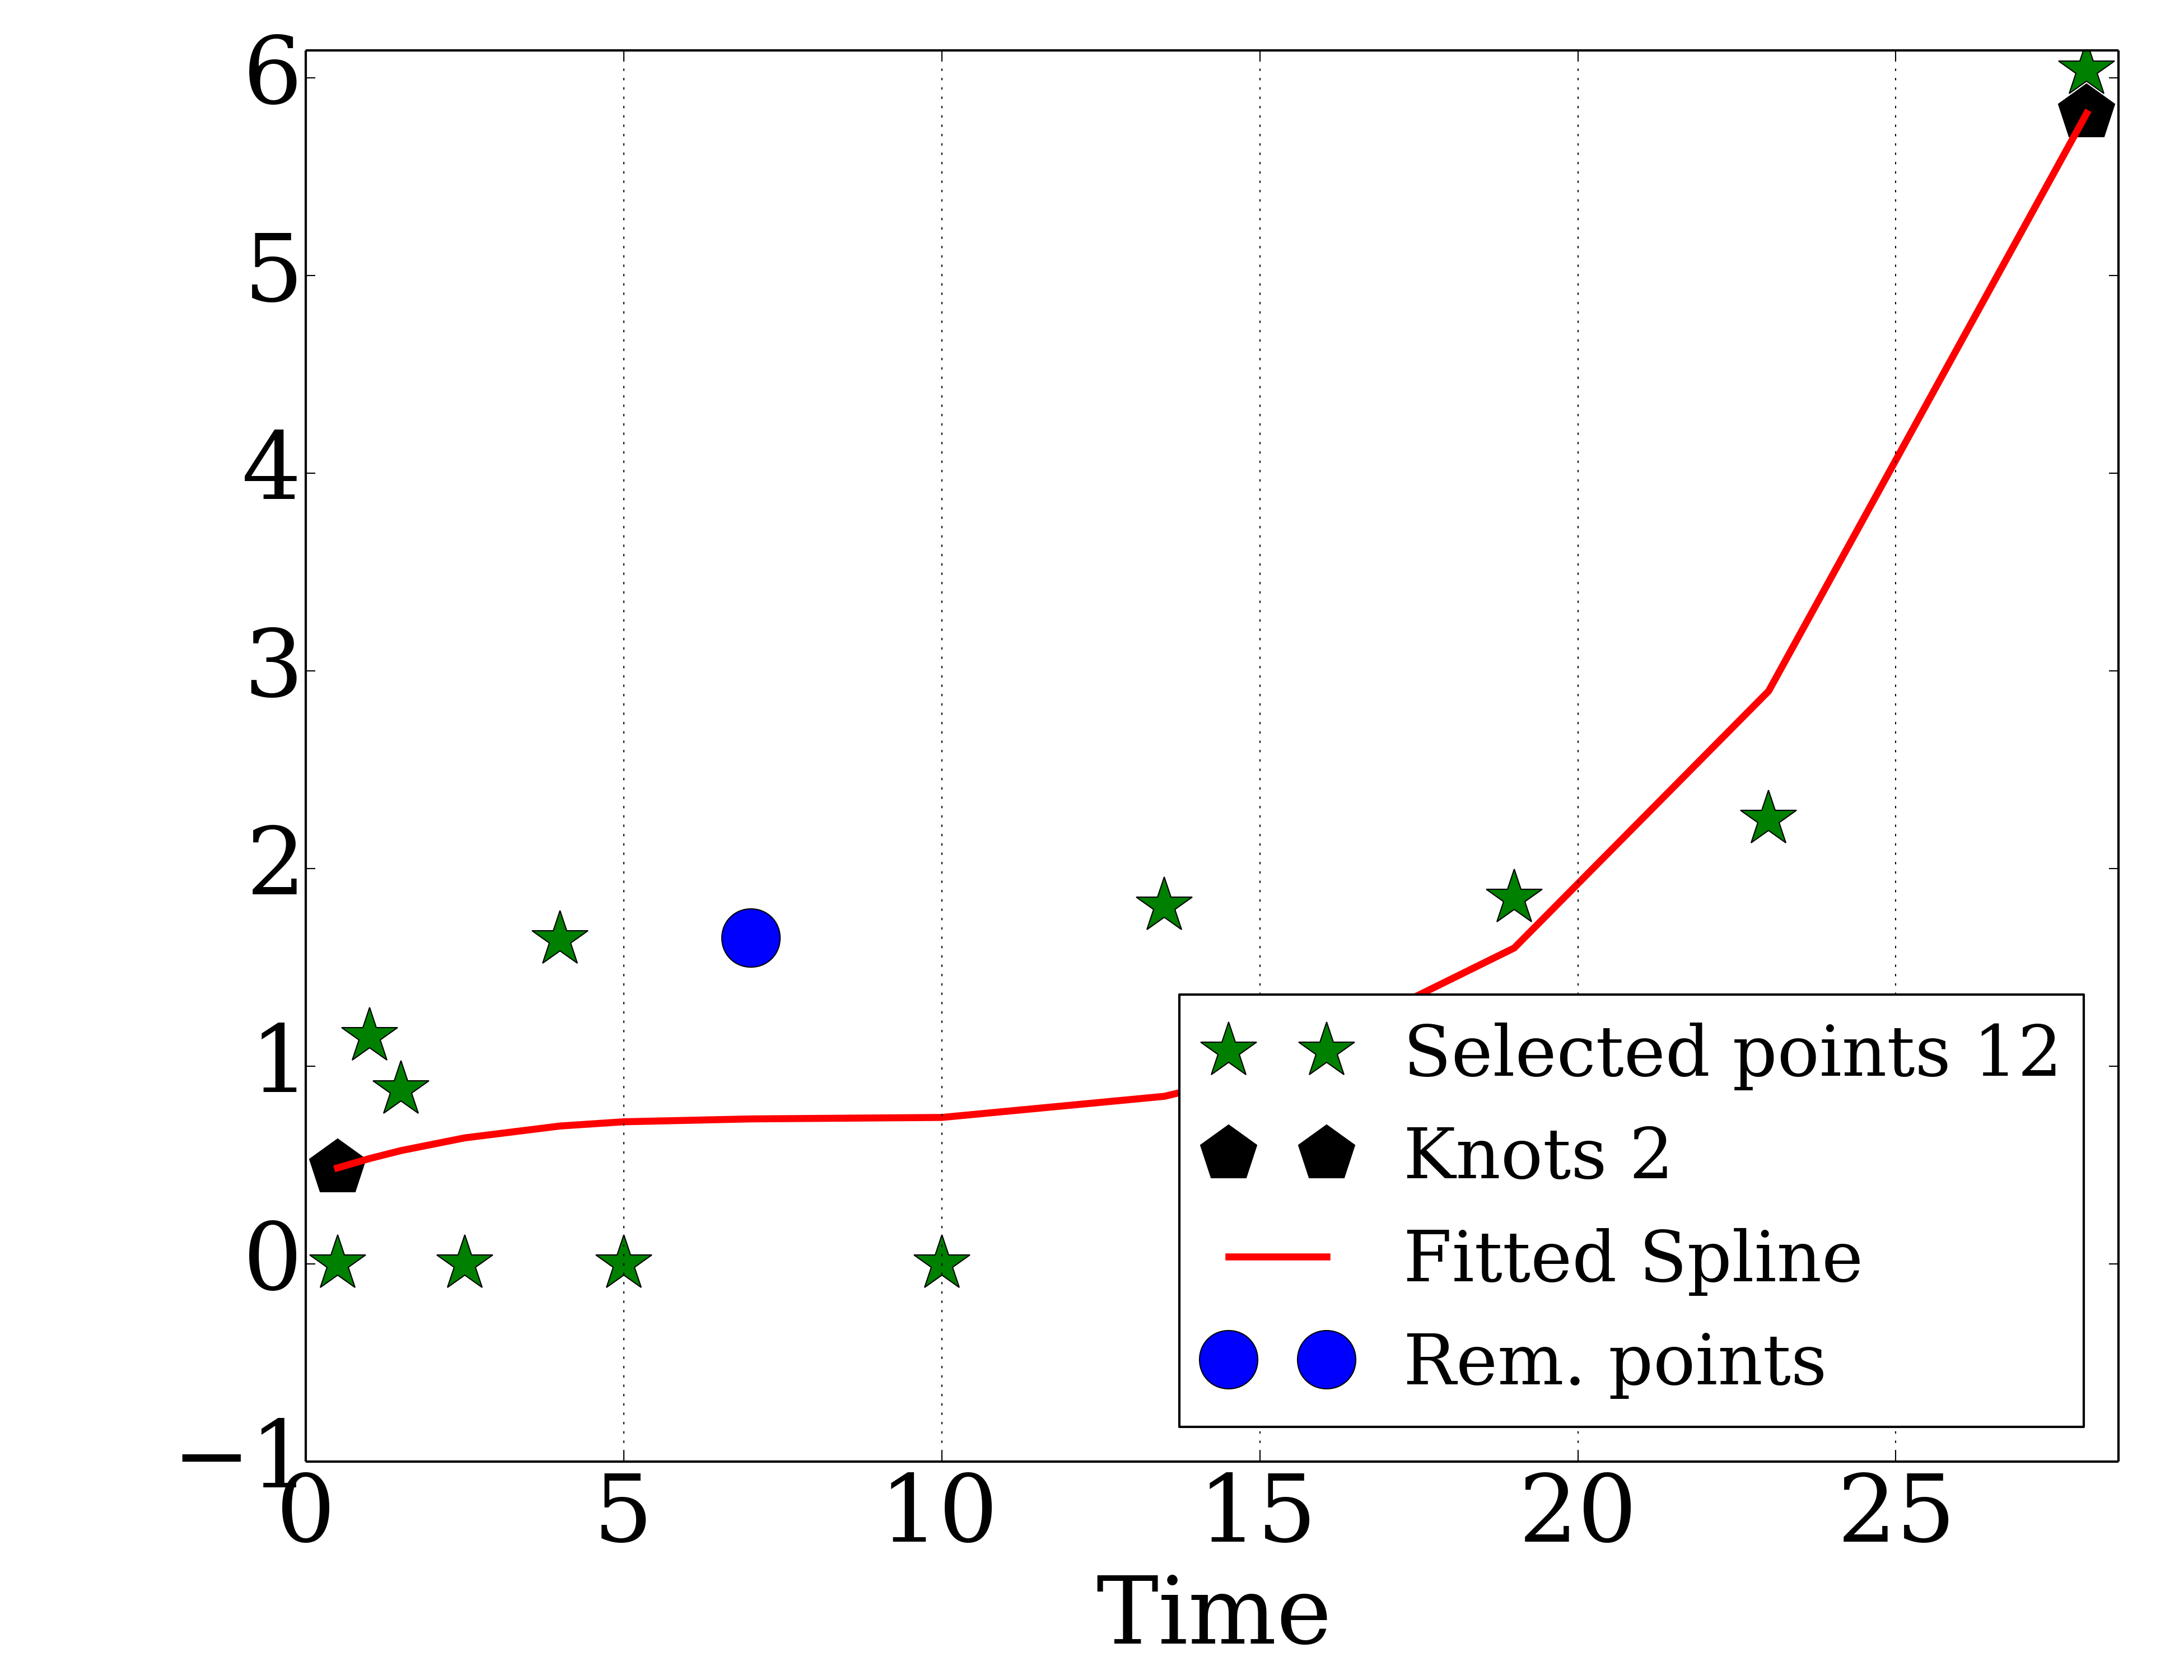 6
5
4
3
2
1
0
−1
0 5 10 15 20 25
Time
Selected points 12
Knots 2
Fitted Spline
Rem. points